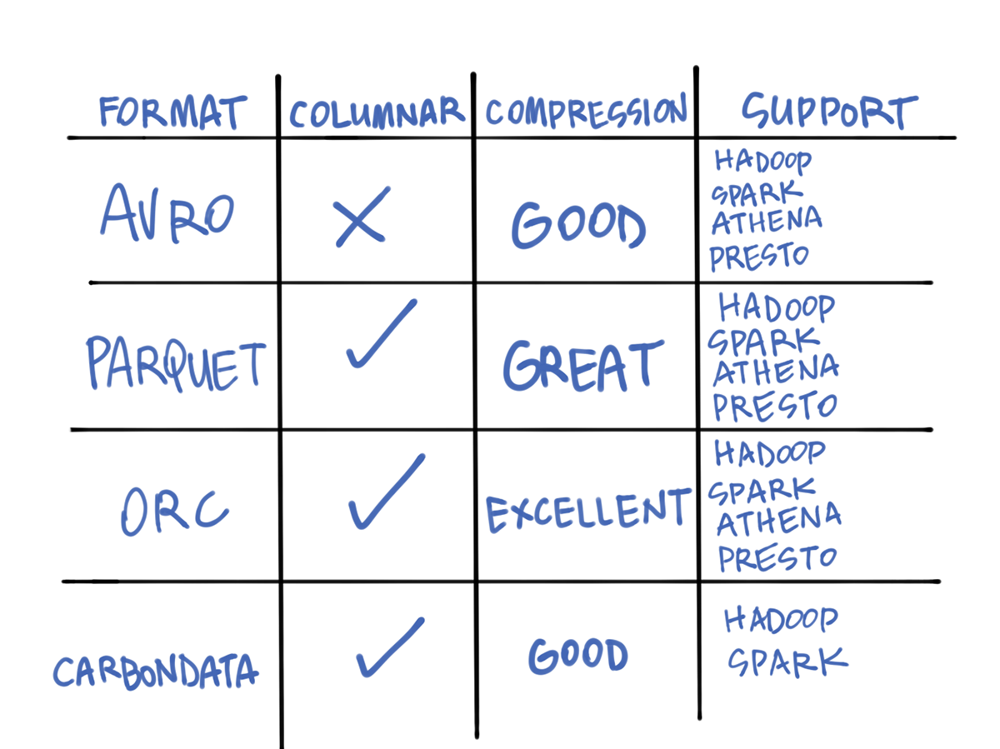 FORMAT COLUMNAR COMPRESSION SUPPORT
AVRO GOOD
HADOOP
SPARK
ATHENA
PRESTO
PARQUET GREAT
HADOOP
SPARK
ATHENA
PRESTO
ORC EXCELLENT
HADOOP
SPARK
ATHENA
PRESTO
CARBONDATA GOOD
HADOOP
SPARK